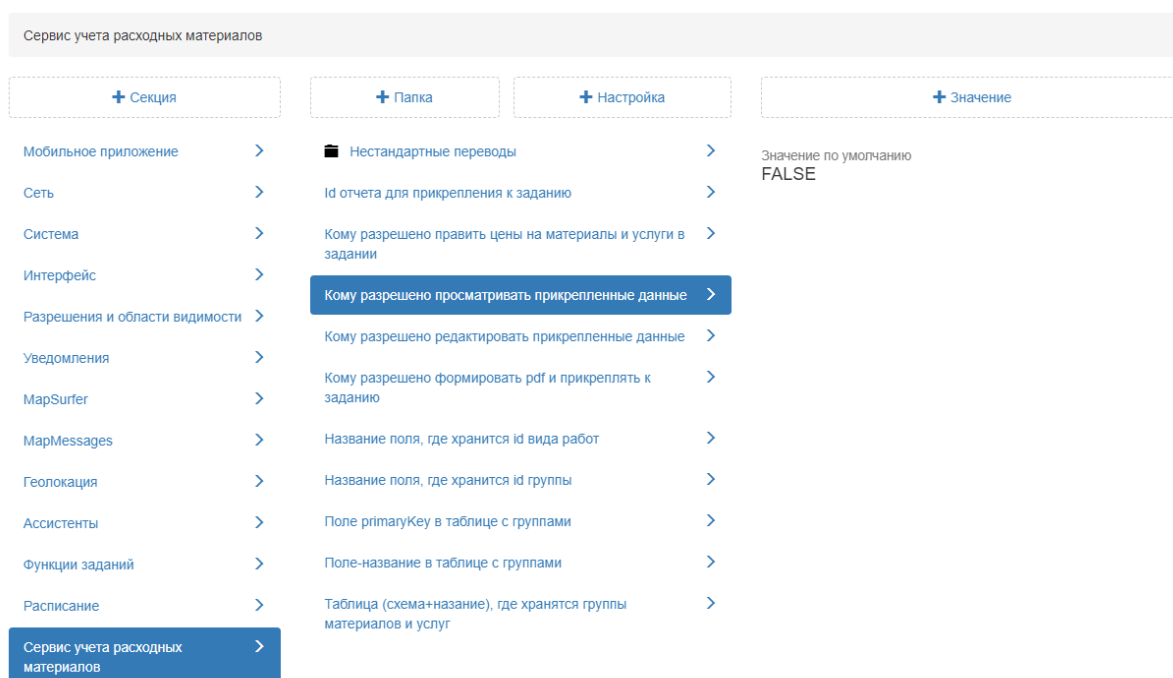 Сервис учета расходных материалов
+ Секция
+ Папка
+ Настройка
+ Значение
Мобильное приложение
Сеть
Система
Интерфейс
Разрешения и области видимости
Уведомления
MapSurfer
MapMessages
Геолокация
Ассистенты
Функции заданий
Расписание
Сервис учета расходных
материалов
Нестандартные переводы
Id отчета для прикрепления к заданию
Кому разрешено править цены на материалы и услуги в
задании
Кому разрешено просматривать прикрепленные данные
Кому разрешено редактировать прикрепленные данные
Кому разрешено формировать pdf и прикреплять к
заданию
Название поля, где хранится id вида работ
Название поля, где хранится id группы
Поле primaryKey в таблице с группами
Поле-название в таблице с группами
Таблица (схема+назание), где хранятся группы
материалов и услуг
Значение по умолчанию
FALSE